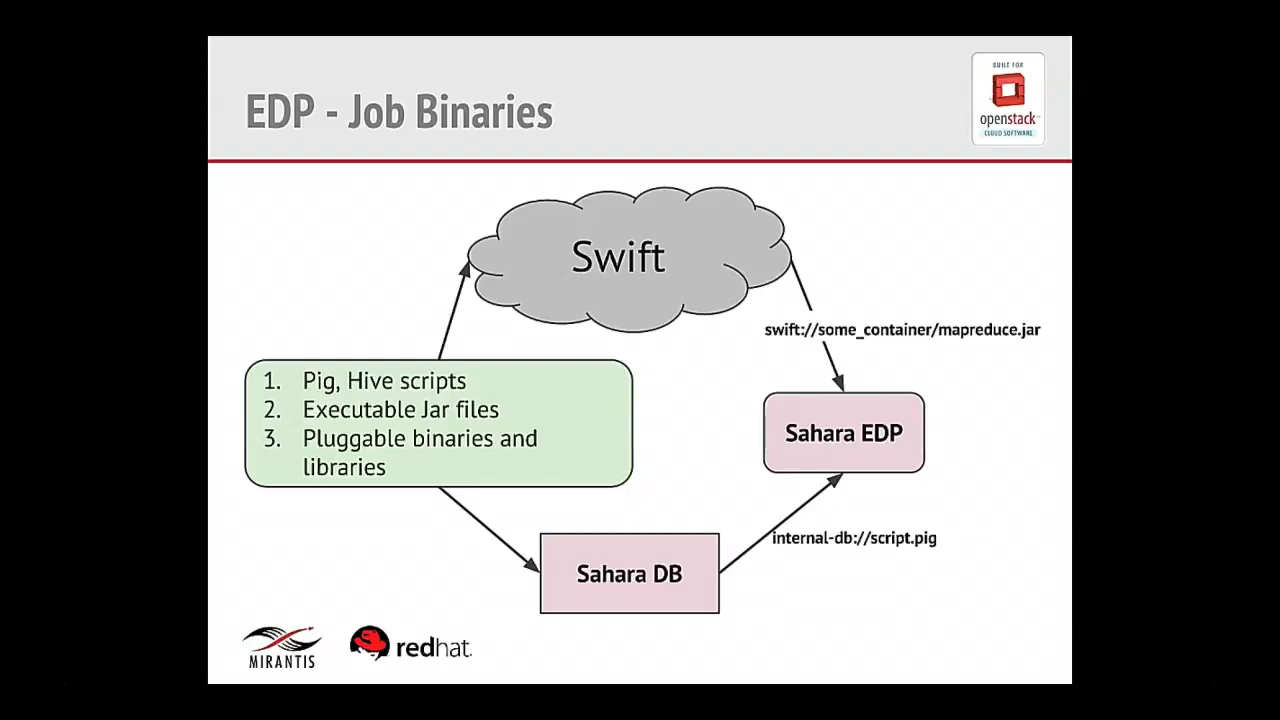 EDP - Job Binaries
BUILT FOR
openstack
CLOUD SOFTWARE
Swift
swift://some_container/mapreduce.jar
1. Pig, Hive scripts
2. Executable Jar files
3. Pluggable binaries and
libraries
Sahara EDP
internal-db://script.pig
Sahara DB
MIRANTIS
redhat.